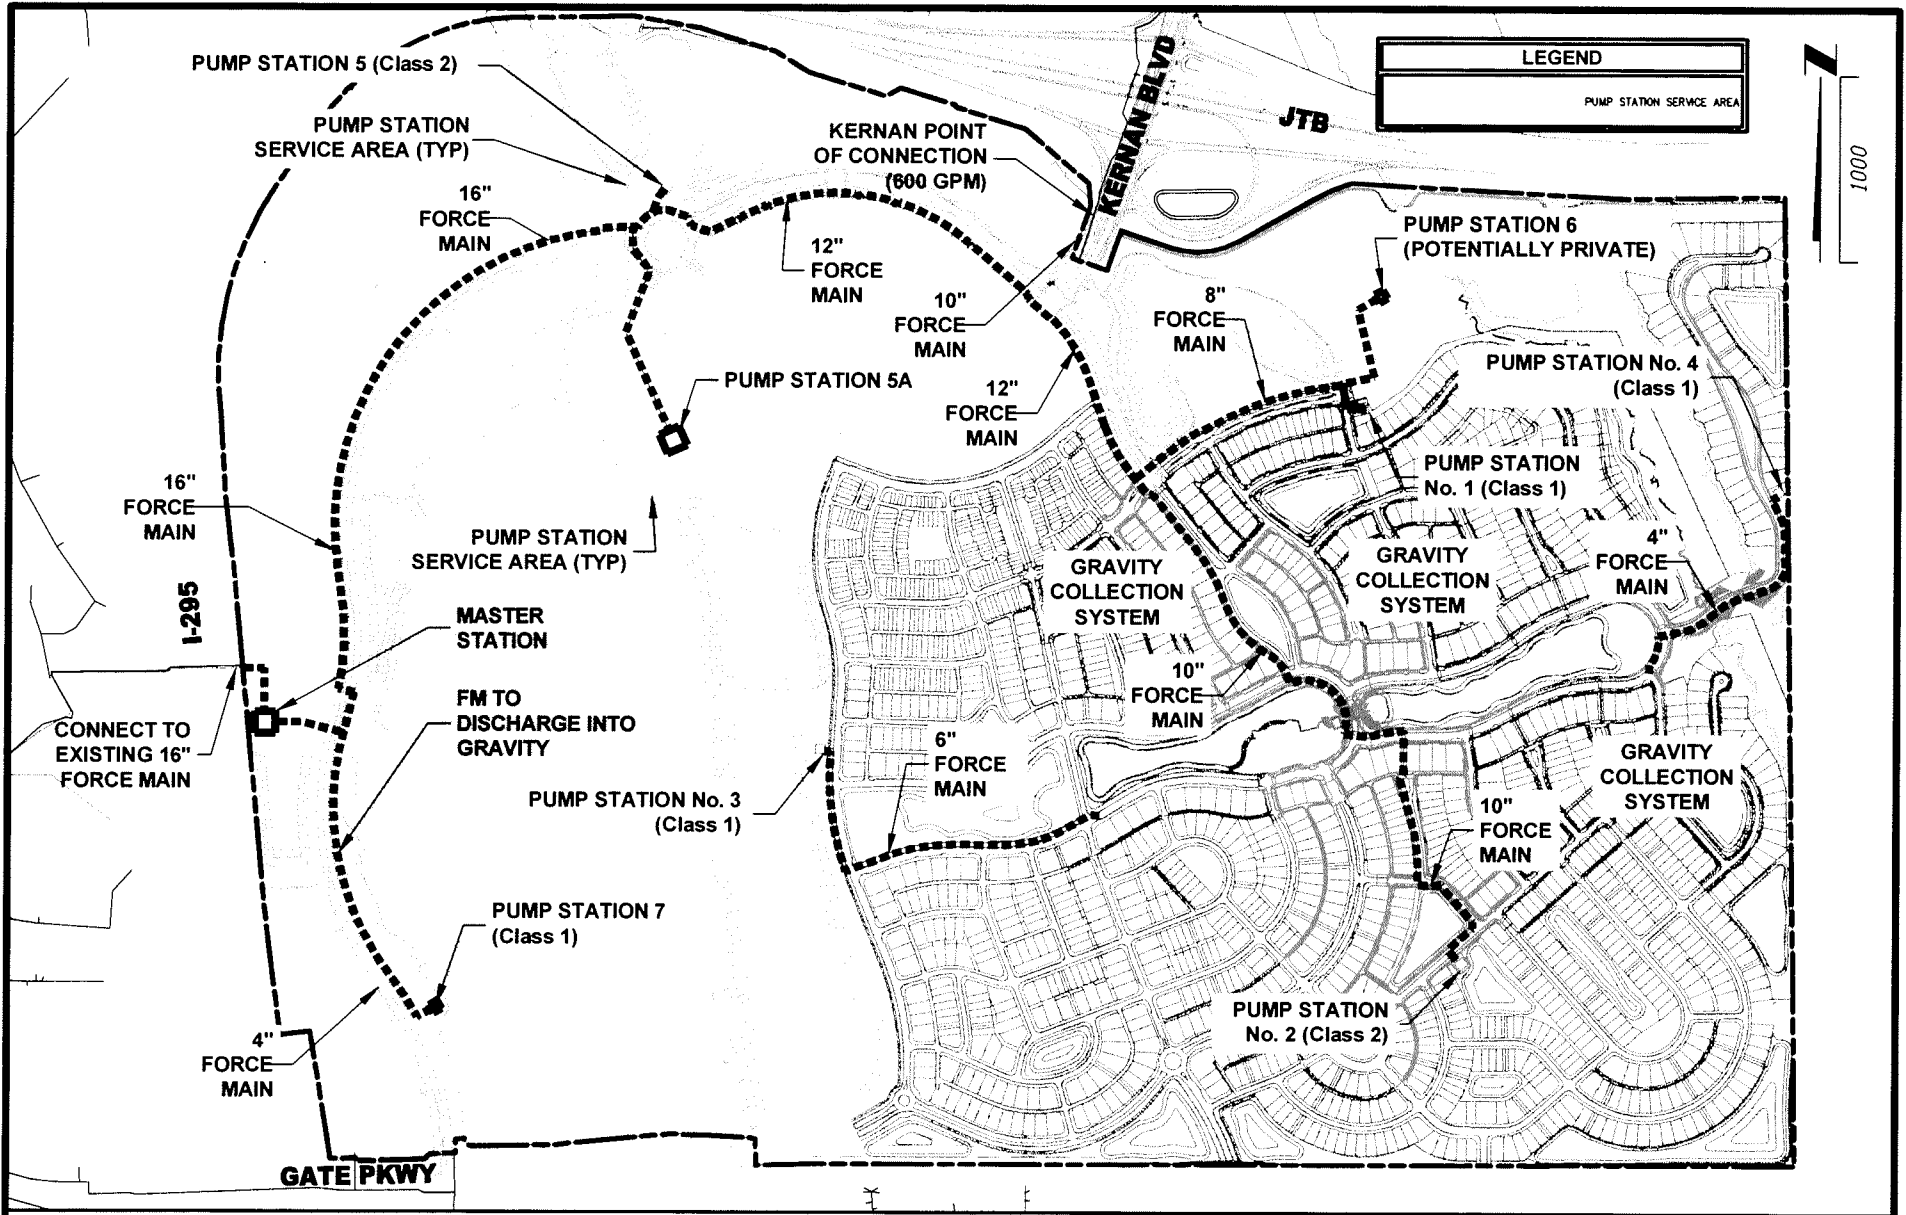 LEGEND
PUMP STATION SERVICE AREA
1000
PUMP STATION 5 (Class 2)
PUMP STATION
SERVICE AREA (TYP)
16"
FORCE
MAIN
KERNAN POINT
OF CONNECTION
(600 GPM)
KERNAN BLVD
JTB
12"
FORCE
MAIN
10"
FORCE
MAIN
PUMP STATION 6
(POTENTIALLY PRIVATE)
8"
FORCE
MAIN
PUMP STATION No. 4
(Class 1)
PUMP STATION 5A
12"
FORCE
MAIN
PUMP STATION
No. 1 (Class 1)
16"
FORCE
MAIN
PUMP STATION
SERVICE AREA (TYP)
GRAVITY
COLLECTION
SYSTEM
GRAVITY
COLLECTION
SYSTEM
4"
FORCE
MAIN
I-295
MASTER
STATION
FM TO
DISCHARGE INTO
GRAVITY
10"
FORCE
MAIN
CONNECT TO
EXISTING 16"
FORCE MAIN
6"
FORCE
MAIN
GRAVITY
COLLECTION
SYSTEM
PUMP STATION No. 3
(Class 1)
10"
FORCE
MAIN
PUMP STATION 7
(Class 1)
PUMP STATION
No. 2 (Class 2)
4"
FORCE
MAIN
GATE PKWY